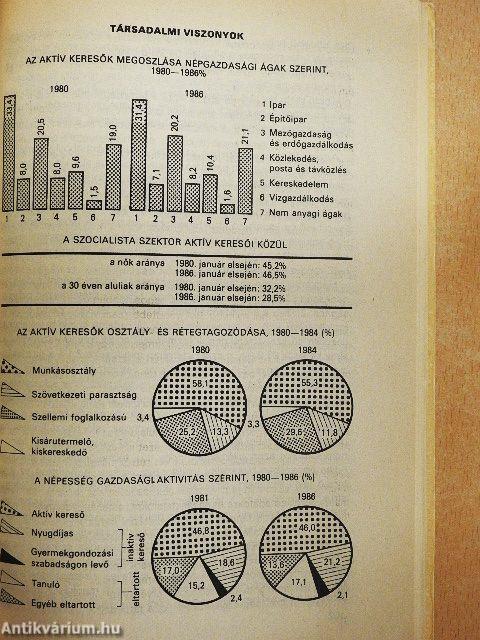 TÁRSADALMI VISZONYOK
AZ AKTÍV KERESŐK MEGOSZLÁSA NÉPGAZDASÁGI ÁGAK SZERINT,
1980—1986%
1980
1986
33,4
8,0
20,5
8,0
9,6
1,5
19,0
31,4
7,1
20,2
8,2
10,4
1,6
21,1
1 2 3 4 5 6 7
1 2 3 4 5 6 7
1 Ipar
2 Építőipar
3 Mezőgazdaság
és erdőgazdálkodás
4 Közlekedés,
posta és távközlés
5 Kereskedelem
6 Vízgazdálkodás
7 Nem anyagi ágak
A SZOCIALISTA SZEKTOR AKTÍV KERESŐI KÖZÜL
a nők aránya 1980. január elsején: 45,2%
1986. január elsején: 46,5%
a 30 éven aluliak aránya 1980. január elsején: 32,2%
1986. január elsején: 28,5%
AZ AKTÍV KERESŐK OSZTÁLY- ÉS RÉTEGTAGOZÓDÁSA, 1980—1984 (%)
1980
1984
Munkásosztály
Szövetkezeti parasztság
Szellemi foglalkozású
Kisárutermelő,
kiskereskedő
58,1
13,3
25,2
3,4
55,3
11,8
29,6
3,3
A NÉPESSÉG GAZDASÁGI AKTIVITÁS SZERINT, 1980—1986 (%)
1981
1986
Aktív kereső
Nyugdíjas
Gyermekgondozási
szabadságon levő
inaktív
kereső
Tanuló
Egyéb eltartott
eltartott
46,8
18,6
2,4
15,2
17,0
46,0
21,2
2,1
17,1
13,6
Antikvárium.hu